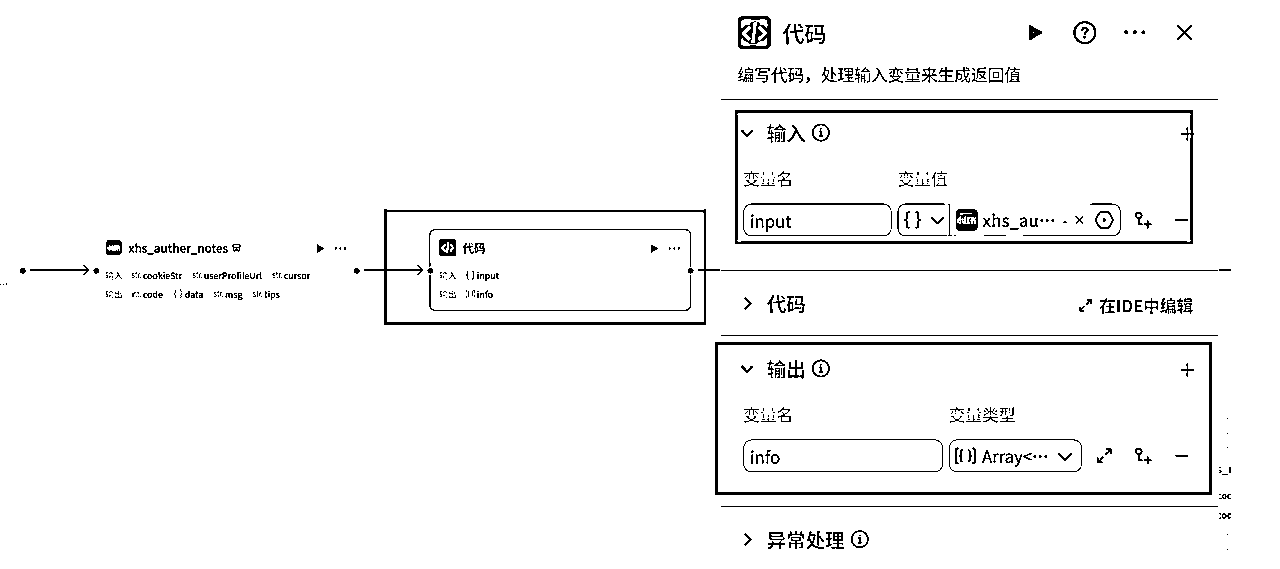 xhs_auther_notes
输入 str.cookieStr str.userProfileUrl str.cursor
输出 int.code {}data str.msg str.tips
代码
输入 {}input
输出 [{}]info
代码
编写代码，处理输入变量来生成返回值
输入
变量名 变量值
input {} xhs_au··· -
代码 在IDE中编辑
输出
变量名 变量类型
info [{}] Array<···
异常处理